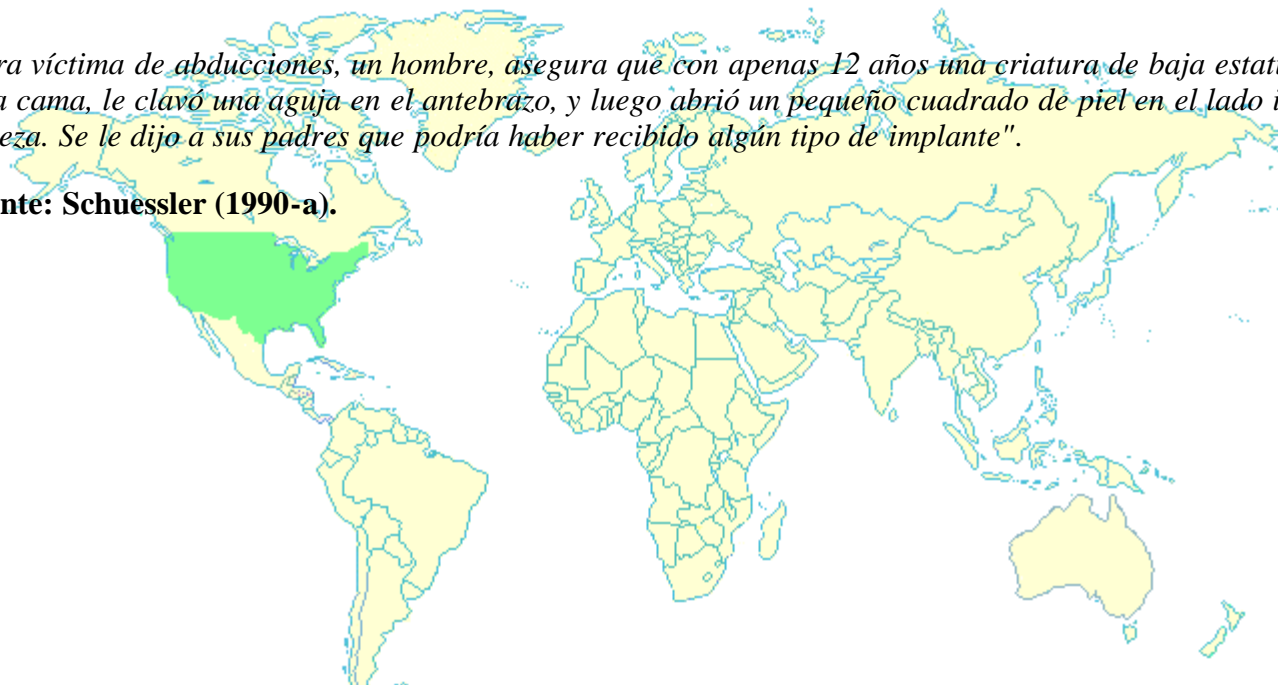 ra víctima de abducciones, un hombre, asegura que con apenas 12 años una criatura de baja estat
a cama, le clavó una aguja en el antebrazo, y luego abrió un pequeño cuadrado de piel en el lado i
eza. Se le dijo a sus padres que podría haber recibido algún tipo de implante".
nte: Schuessler (1990-a).